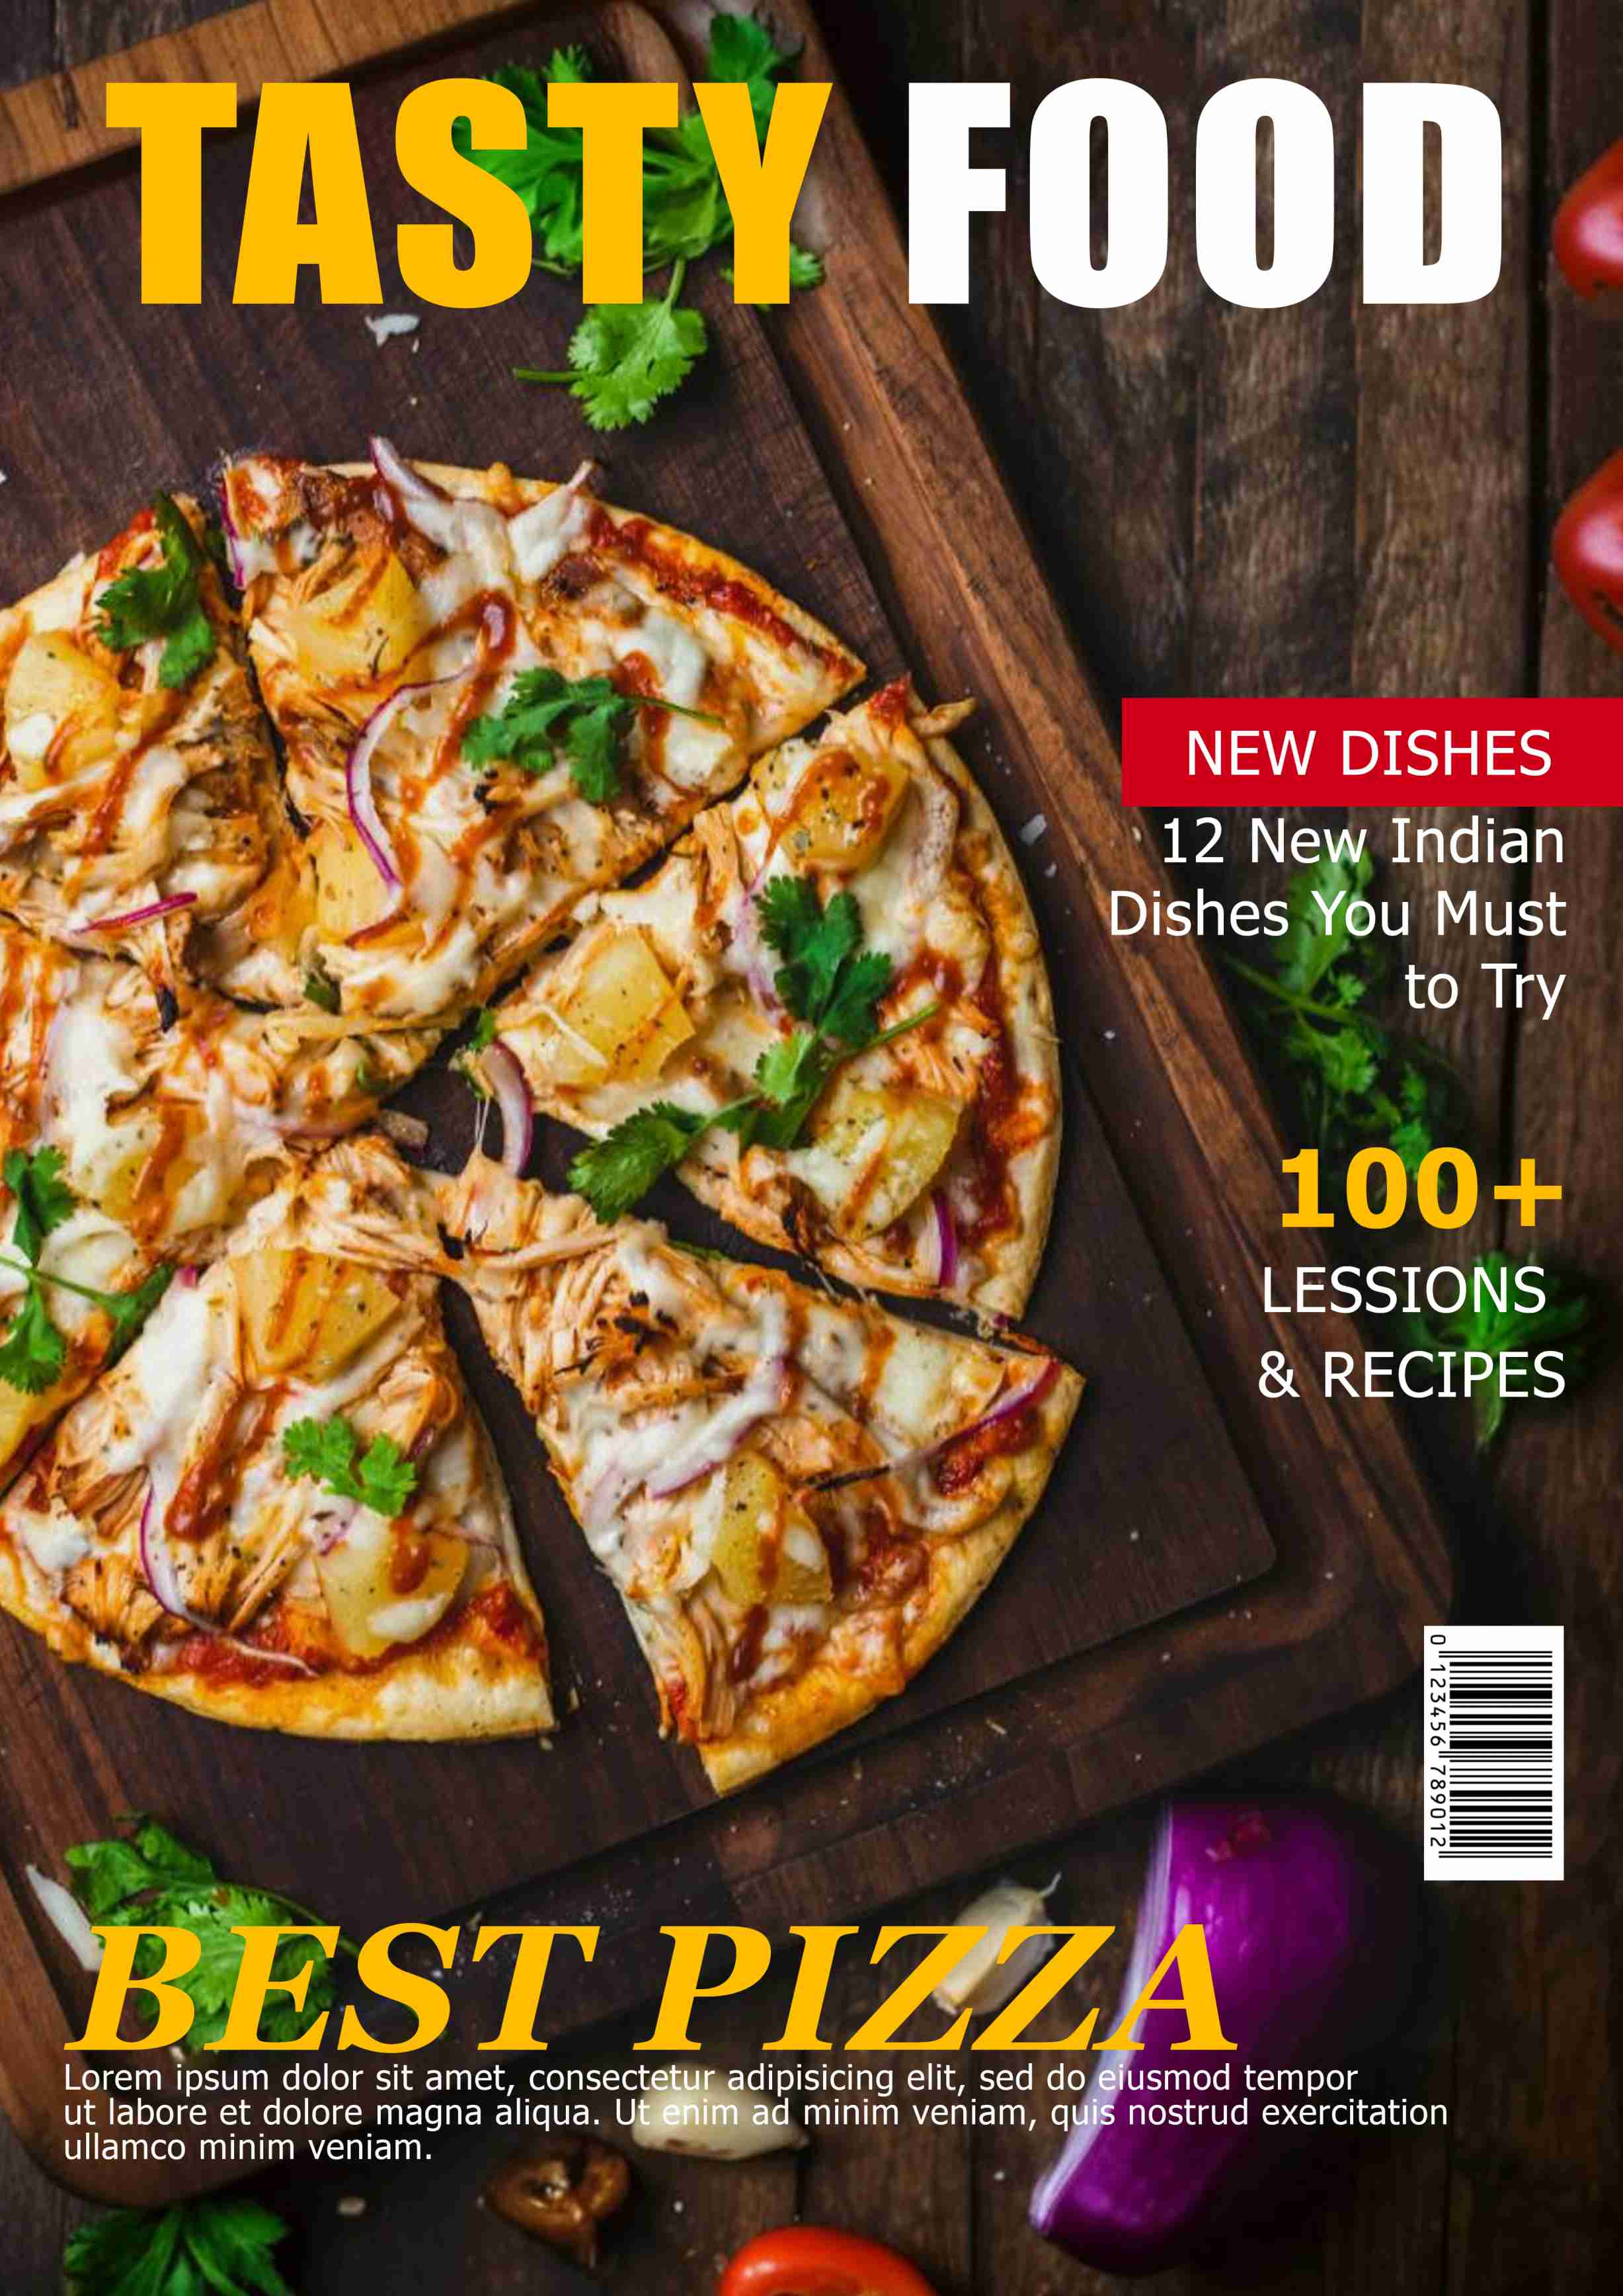 TASTY FOOD
NEW DISHES
12 New Indian
Dishes You Must
to Try
100+
LESSIONS
& RECIPES
0 123456 789012
BEST PIZZA
Lorem ipsum dolor sit amet, consectetur adipisicing elit, sed do eiusmod tempor
ut labore et dolore magna aliqua. Ut enim ad minim veniam, quis nostrud exercitation
ullamco minim veniam.